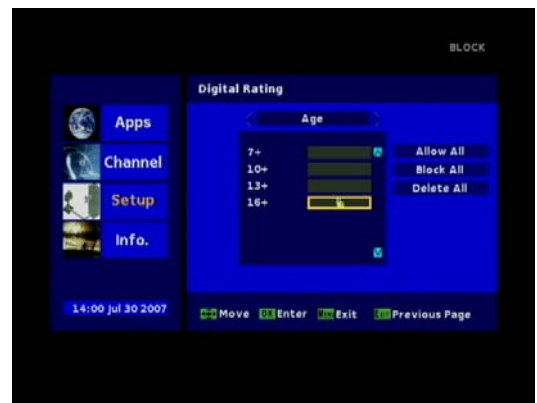 BLOCK
Digital Rating
Age
Apps
Channel
Setup
Info.
7+
10+
13+
16+
Allow All
Block All
Delete All
14:00 Jul 30 2007
Move OK Enter Exit Previous Page